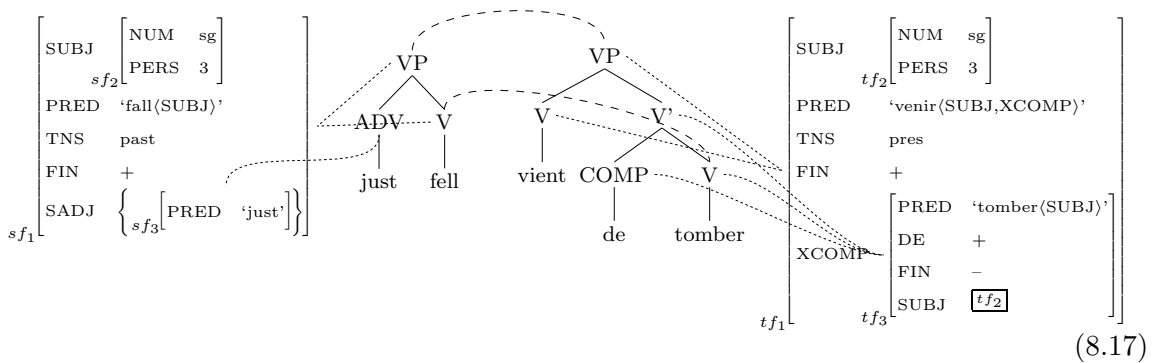 SUBJ sf2 [NUM sg
PERS 3]
PRED ‘fall⟨SUBJ⟩’
TNS past
FIN +
SADJ { sf3 [PRED ‘just’] }
sf1
VP
ADV V
just fell
VP
V V’
vient COMP V
de tomber
SUBJ tf2 [NUM sg
PERS 3]
PRED ‘venir⟨SUBJ,XCOMP⟩’
TNS pres
FIN +
XCOMP tf3 [PRED ‘tomber⟨SUBJ⟩’
DE +
FIN –
SUBJ tf2]
tf1
(8.17)